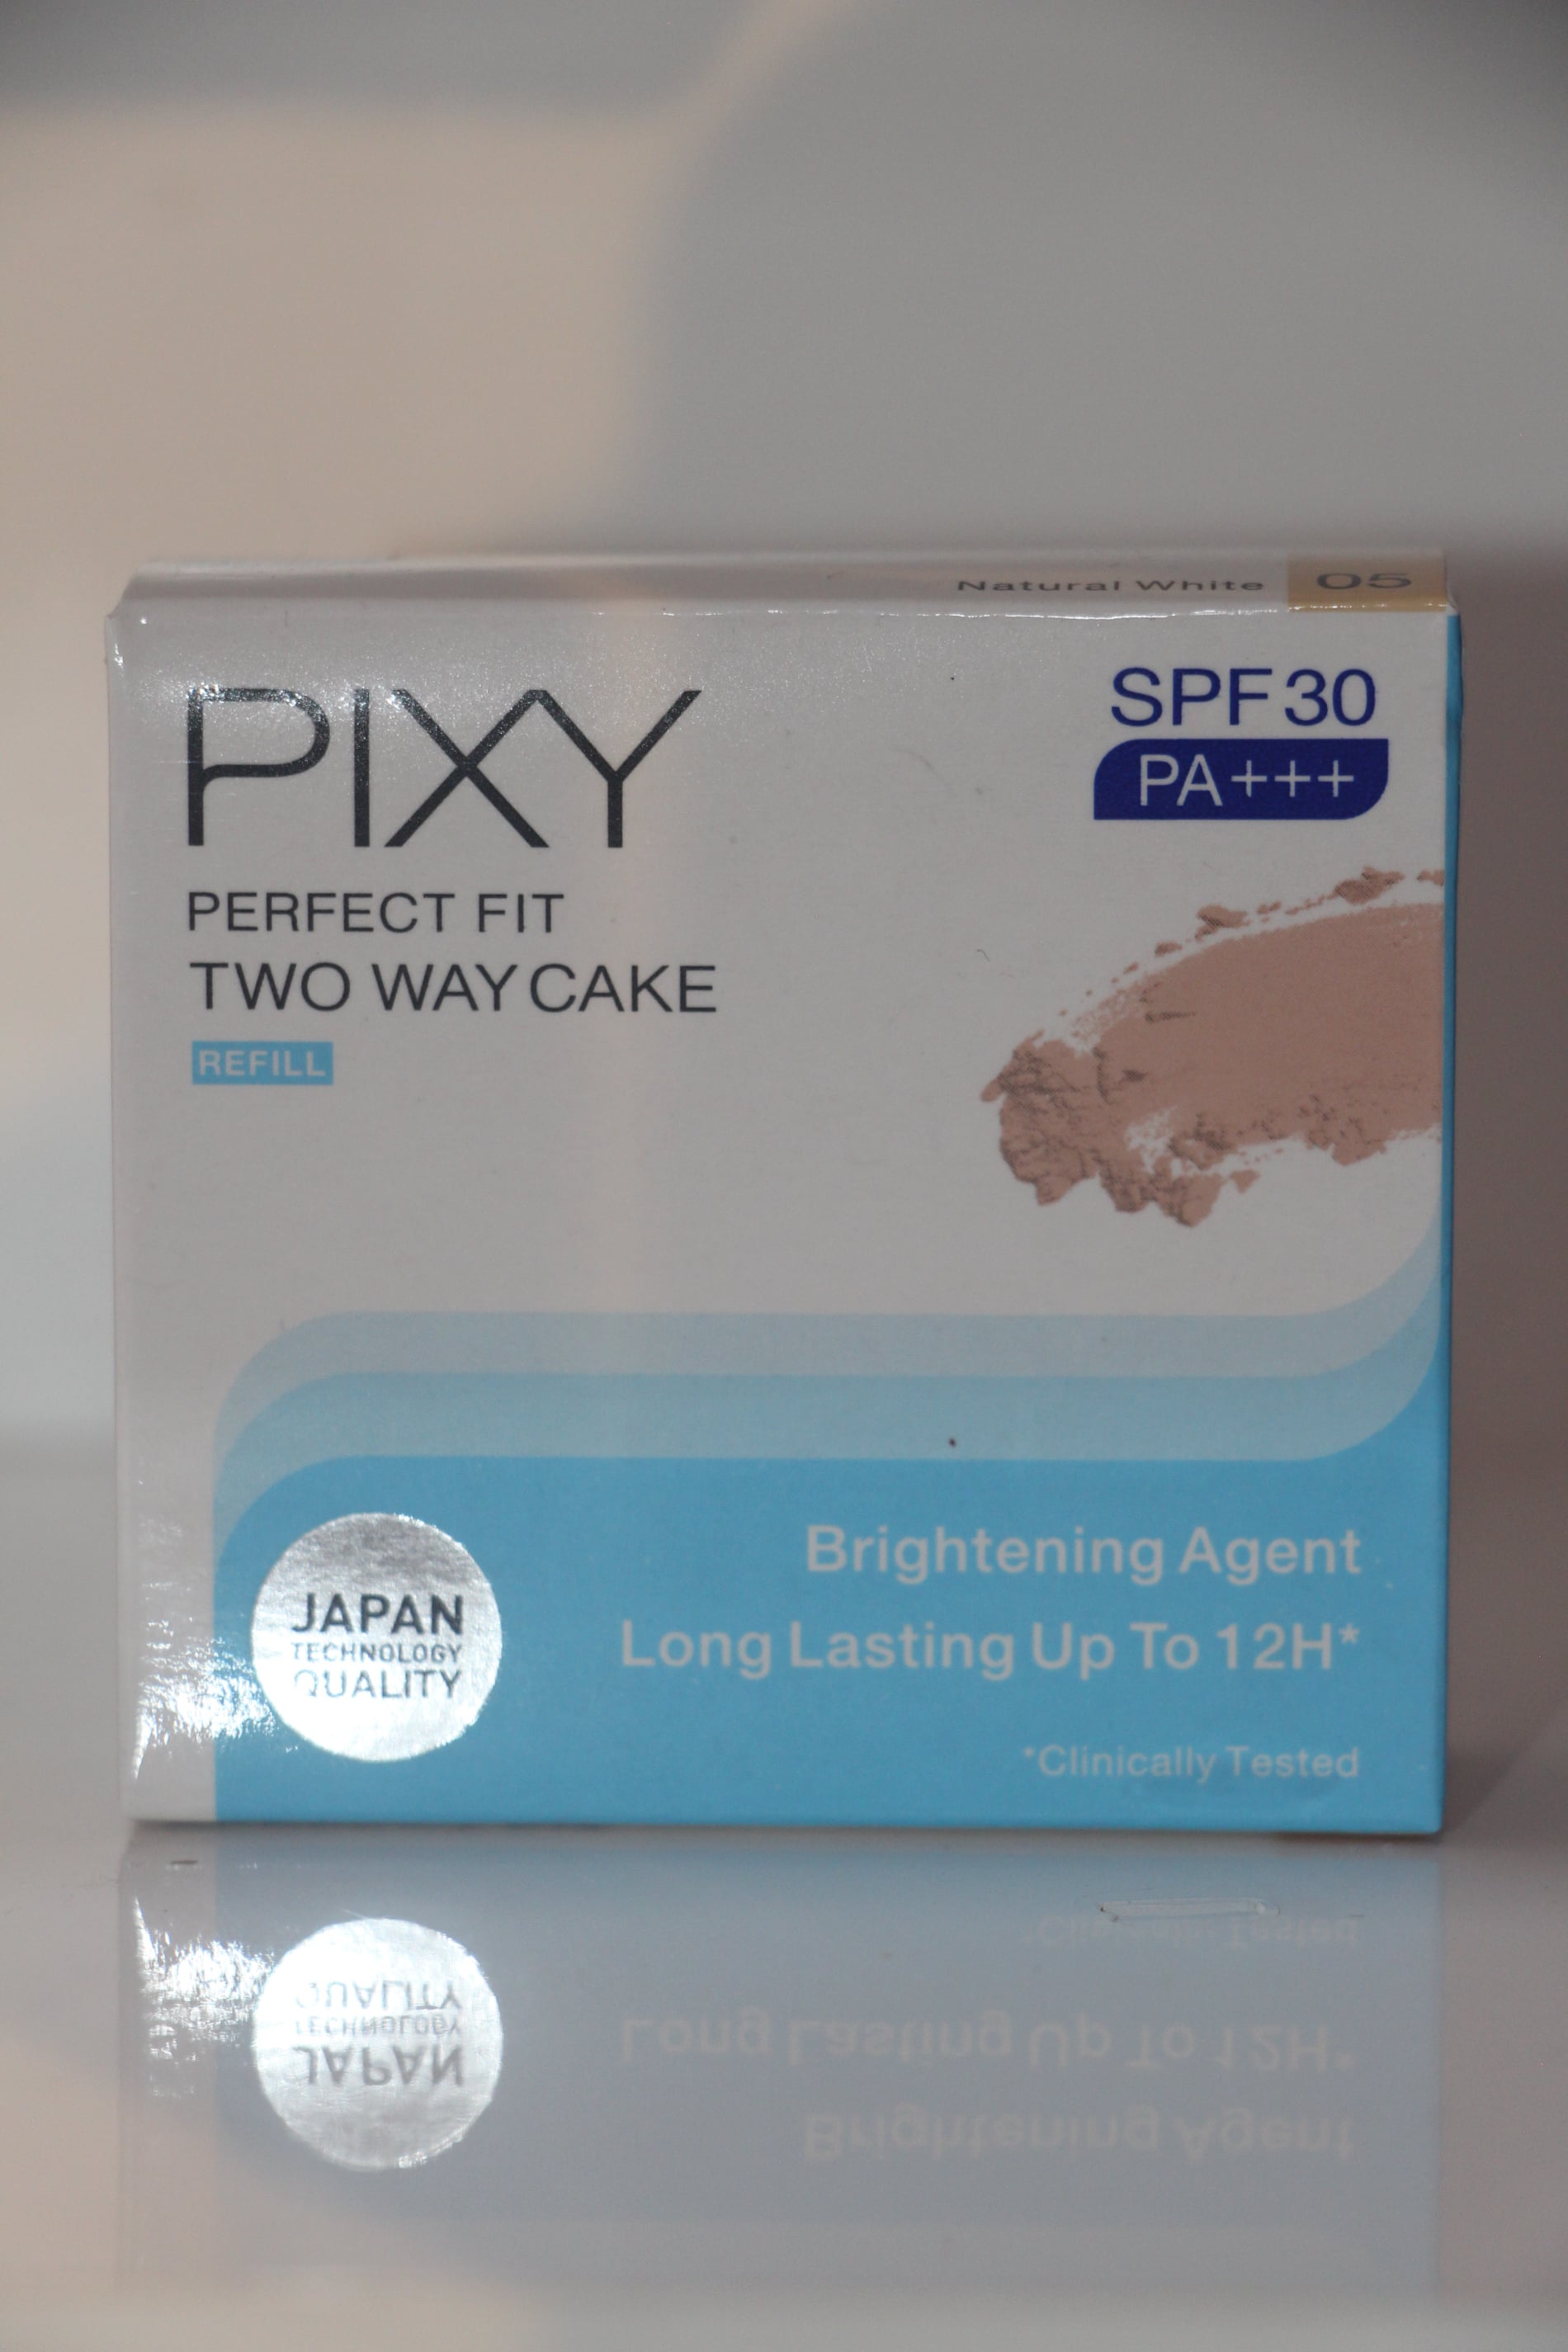 Natural White 05
PIXY
SPF 30
PA+++
PERFECT FIT
TWO WAY CAKE
REFILL
JAPAN
TECHNOLOGY
QUALITY
Brightening Agent
Long Lasting Up To 12H*
*Clinically Tested